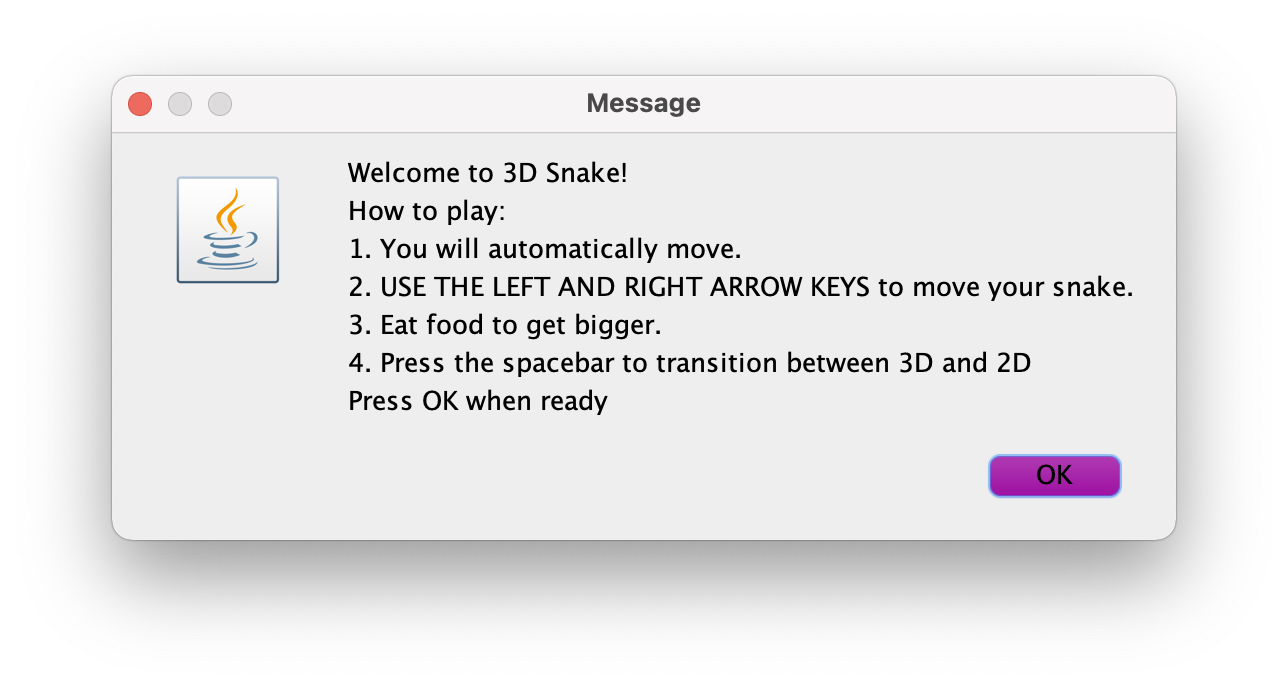 Message
Welcome to 3D Snake!
How to play:
1. You will automatically move.
2. USE THE LEFT AND RIGHT ARROW KEYS to move your snake.
3. Eat food to get bigger.
4. Press the spacebar to transition between 3D and 2D
Press OK when ready
OK